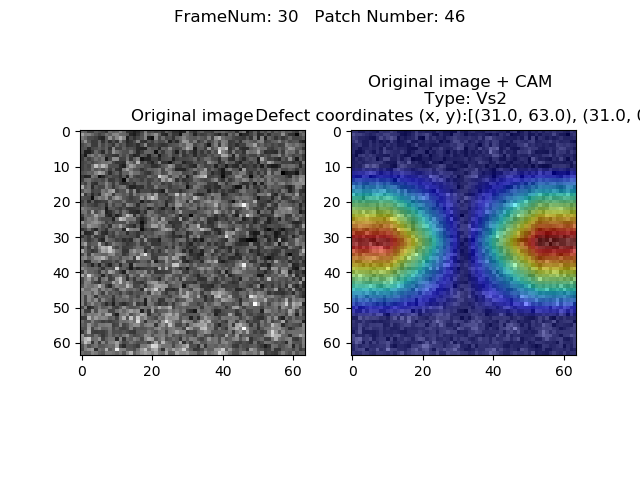 FrameNum: 30   Patch Number: 46
Original image + CAM
Type: Vs2
Original image
Defect coordinates (x, y):[(31.0, 63.0), (31.0, 0
0
10
20
30
40
50
60
0 20 40 60
0
10
20
30
40
50
60
0 20 40 60